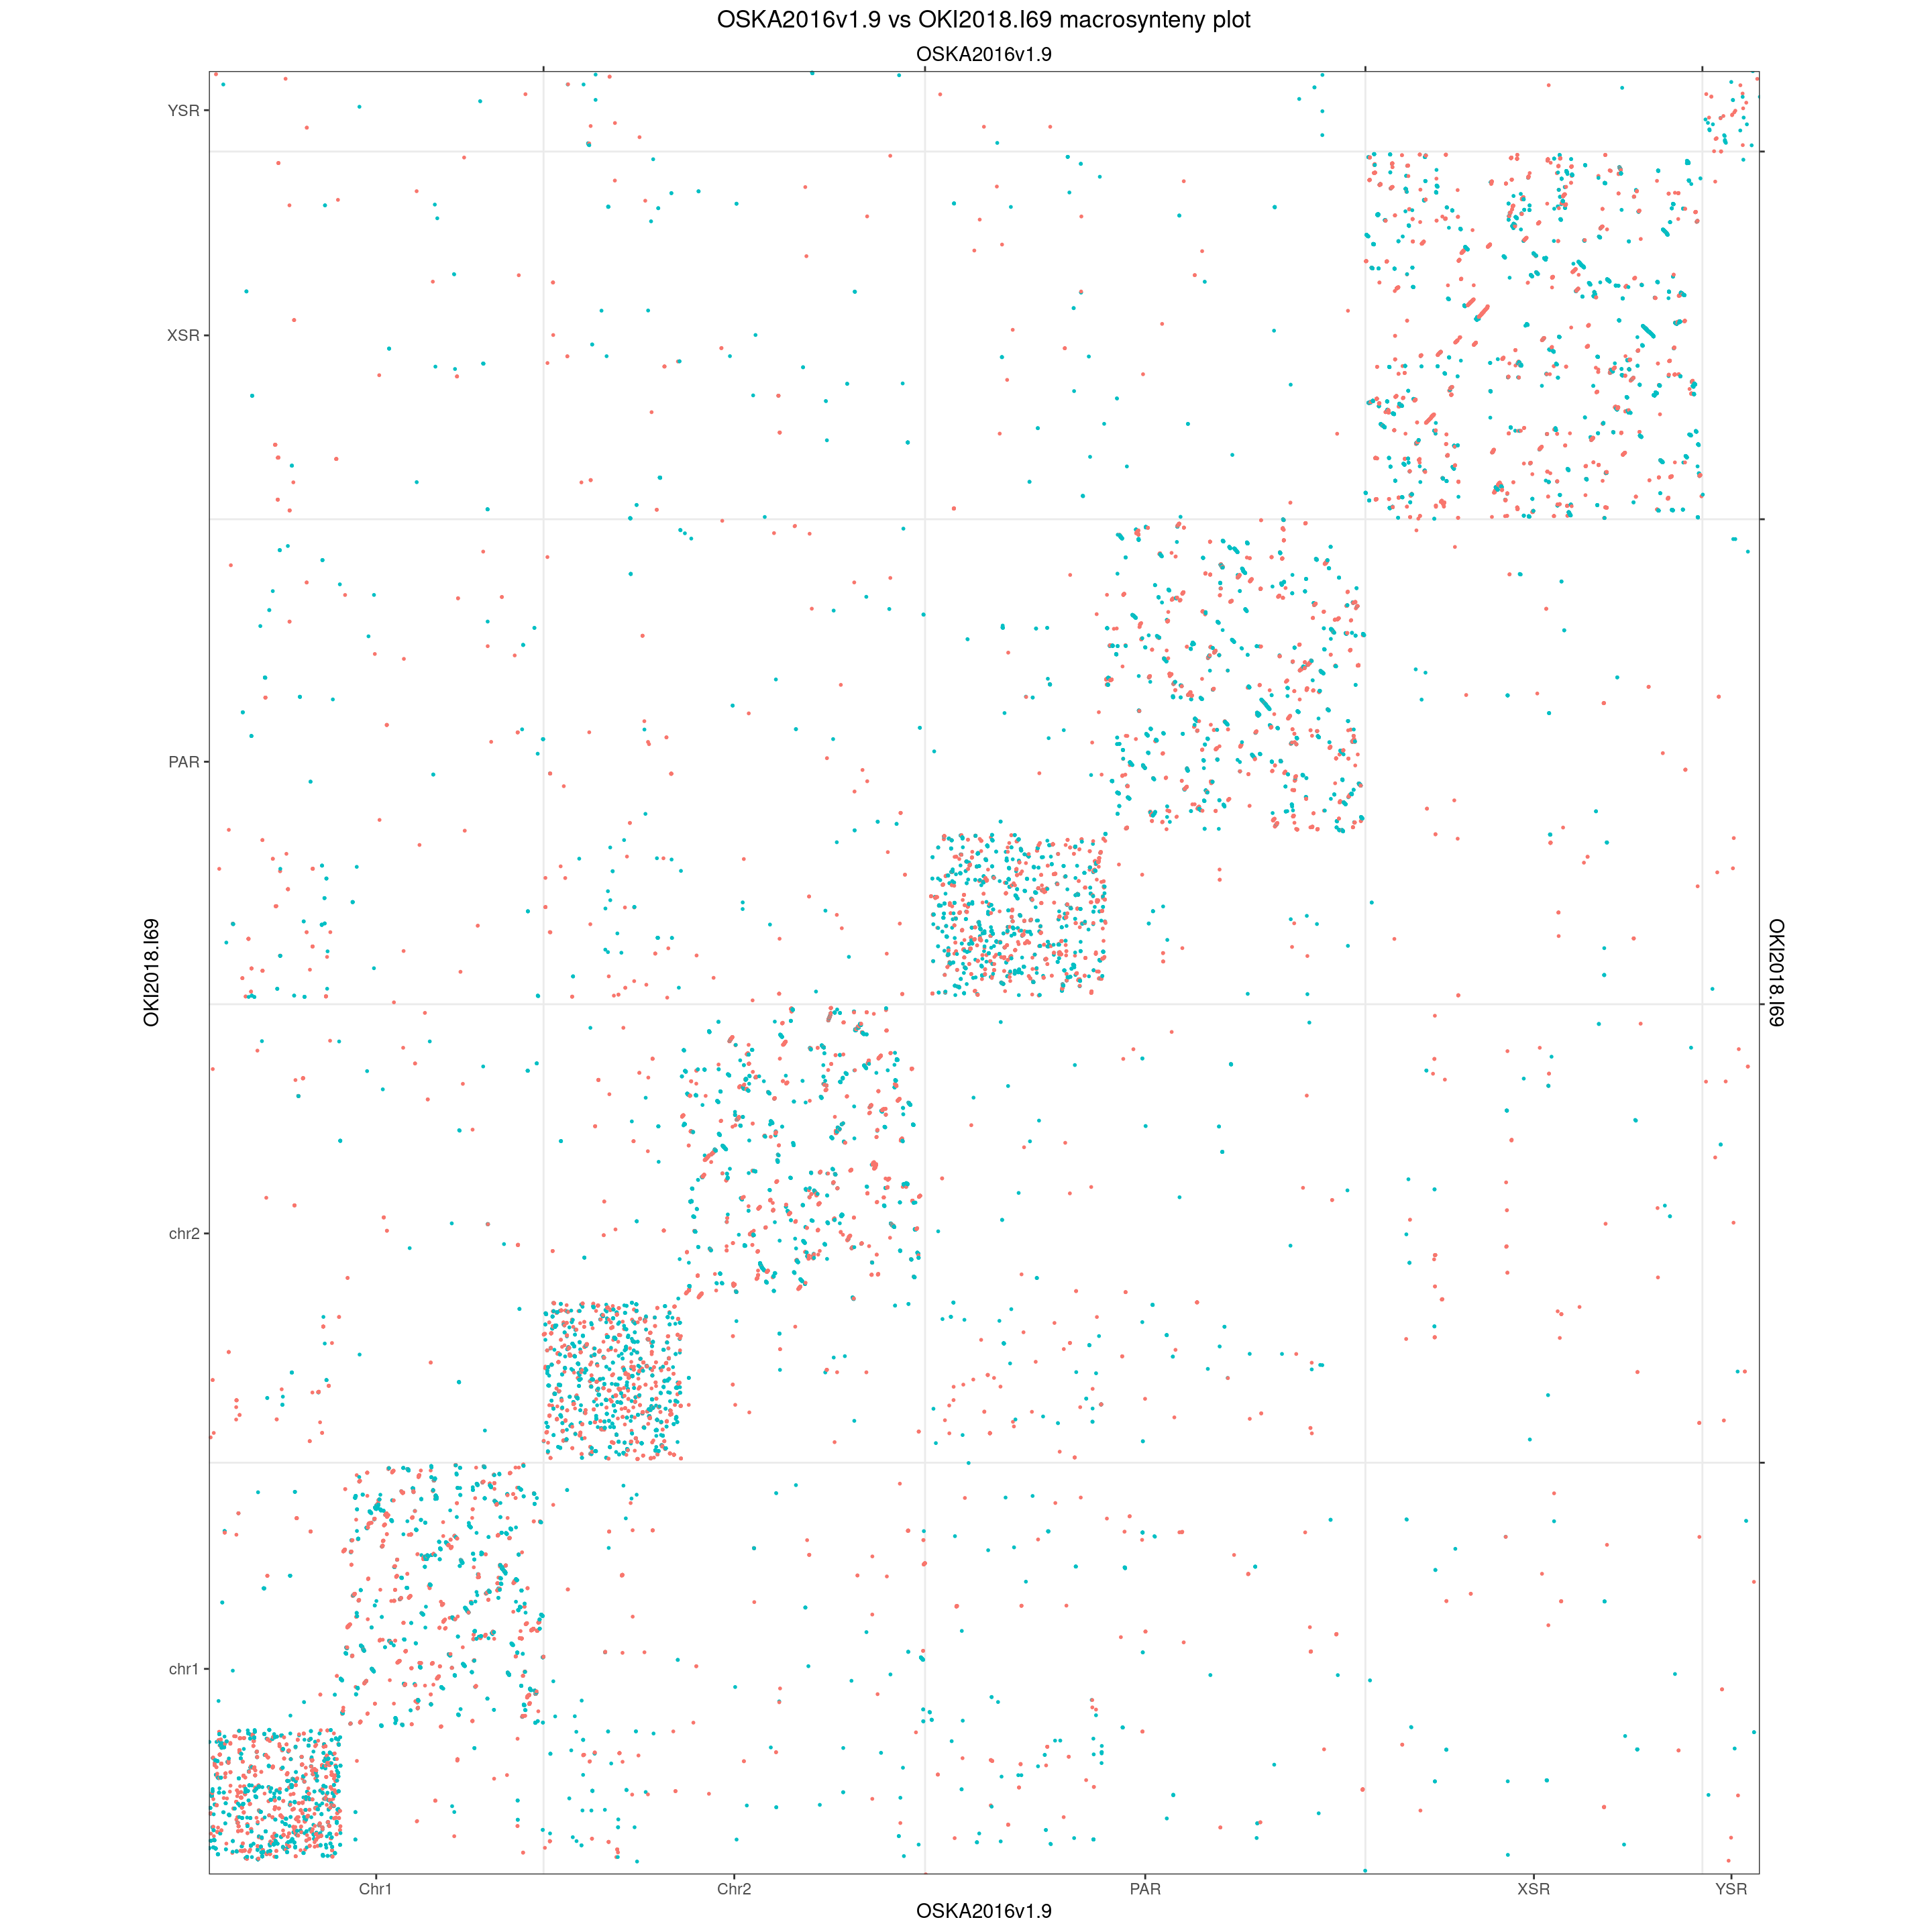 OSKA2016v1.9 vs OKI2018.I69 macrosynteny plot
OSKA2016v1.9
YSR
XSR
PAR
chr2
chr1
OKI2018.I69
OKI2018.I69
Chr1
Chr2
PAR
XSR
YSR
OSKA2016v1.9